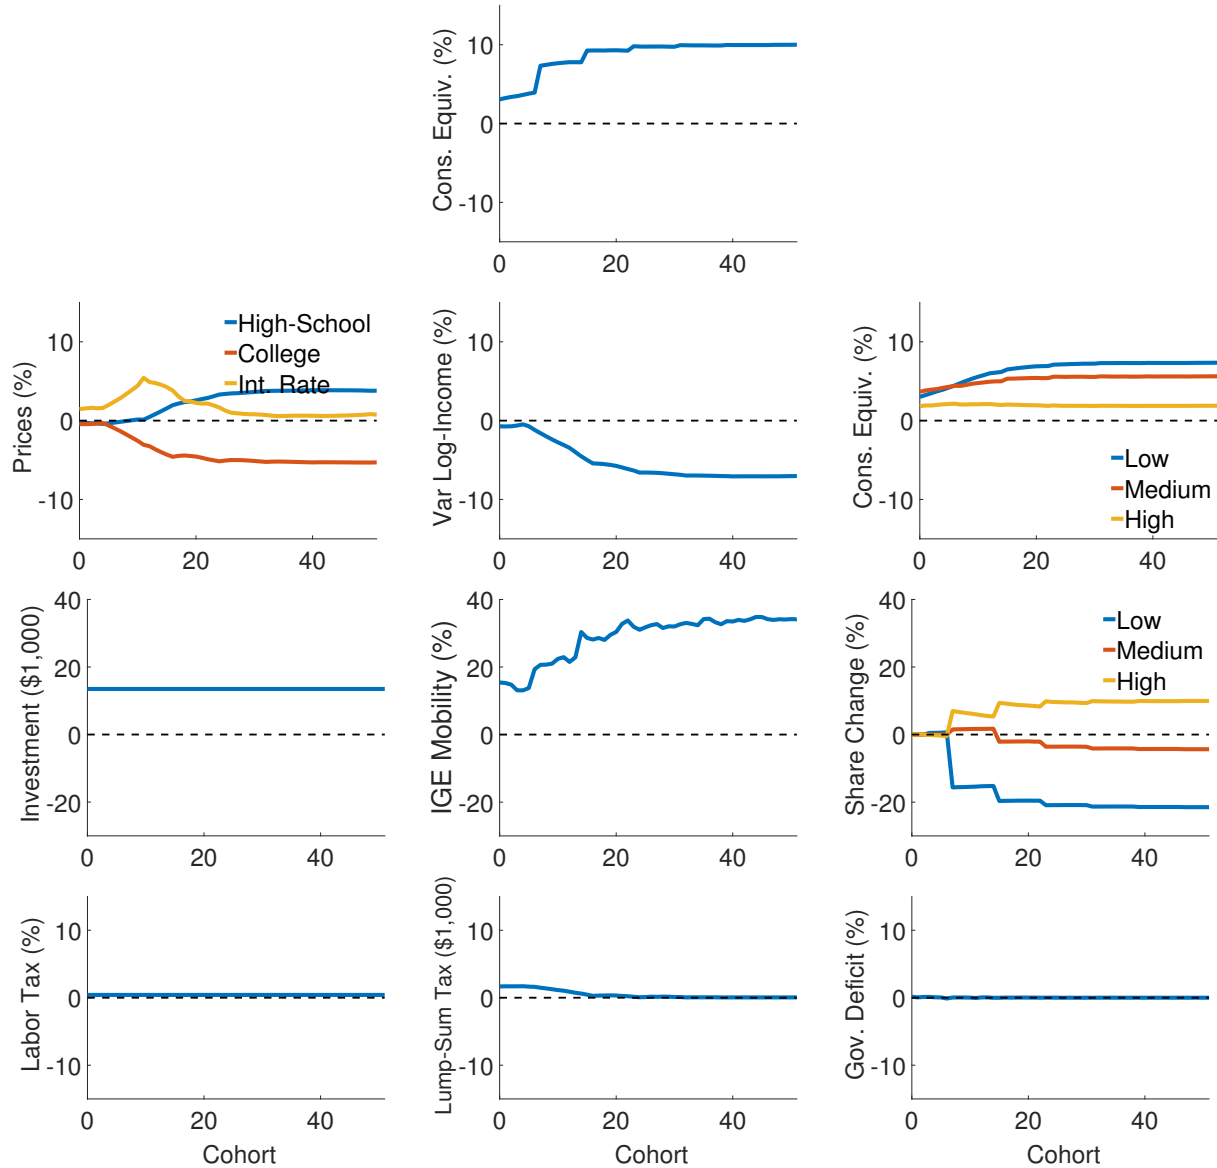 Cons. Equiv. (%)
10
0
-10
0 20 40
Prices (%)
10
0
-10
High-School
College
Int. Rate
0 20 40
Var Log-Income (%)
10
0
-10
0 20 40
Cons. Equiv. (%)
10
0
-10
Low
Medium
High
0 20 40
Investment ($1,000)
40
20
0
-20
0 20 40
IGE Mobility (%)
40
20
0
-20
0 20 40
Share Change (%)
40
20
0
-20
Low
Medium
High
0 20 40
Labor Tax (%)
10
0
-10
0 20 40
Cohort
Lump-Sum Tax ($1,000)
10
0
-10
0 20 40
Cohort
Gov. Deficit (%)
10
0
-10
0 20 40
Cohort